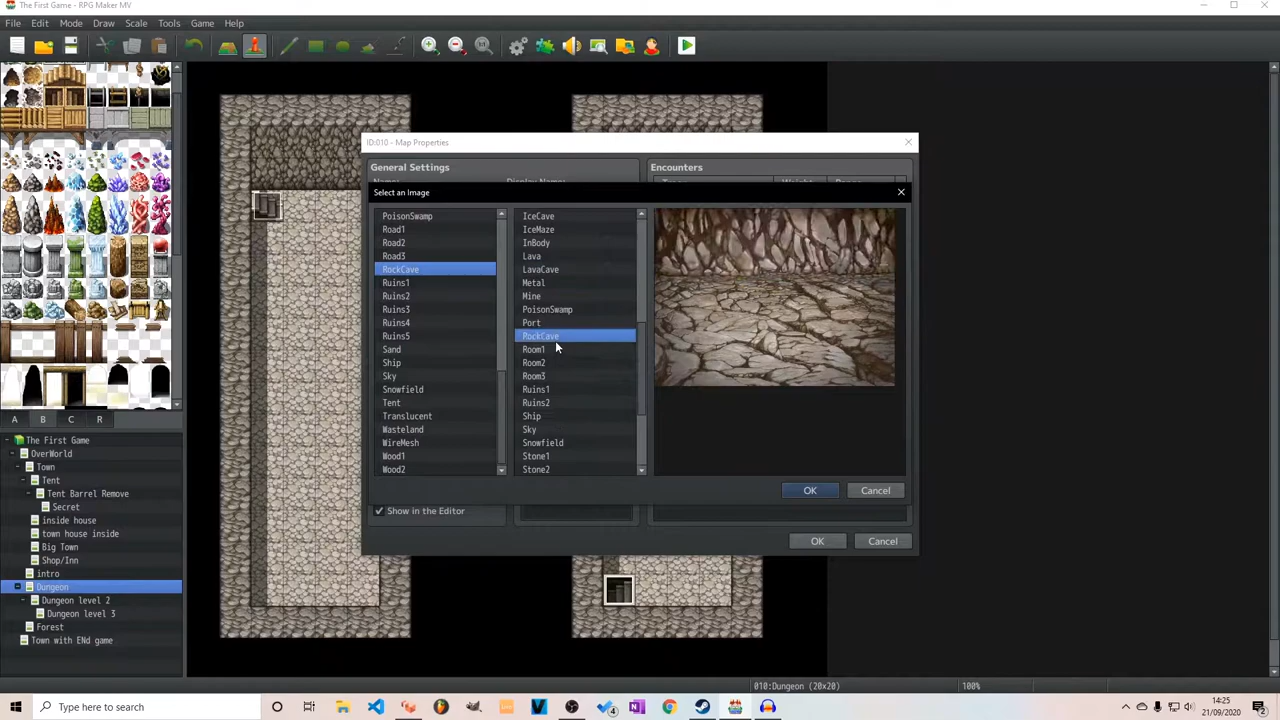 The First Game - RPG Maker MV
File Edit Mode Draw Scale Tools Game Help
ID:010 - Map Properties
General Settings
Encounters
Select an Image
PoisonSwamp
Road1
Road2
Road3
RockCave
Ruins1
Ruins2
Ruins3
Ruins4
Ruins5
Sand
Ship
Sky
Snowfield
Tent
Translucent
Wasteland
WireMesh
Wood1
Wood2
IceCave
IceMaze
InBody
Lava
LavaCave
Metal
Mine
PoisonSwamp
Port
RockCave
Room1
Room2
Room3
Ruins1
Ruins2
Ship
Sky
Snowfield
Stone1
Stone2
OK Cancel
Show in the Editor
OK Cancel
A B C R
The First Game
OverWorld
Town
Tent
Tent Barrel Remove
Secret
inside house
town house inside
Big Town
Shop/Inn
intro
Dungeon
Dungeon level 2
Dungeon level 3
Forest
Town with ENd game
010:Dungeon (20x20) 100%
Type here to search
14:25
21/09/2020